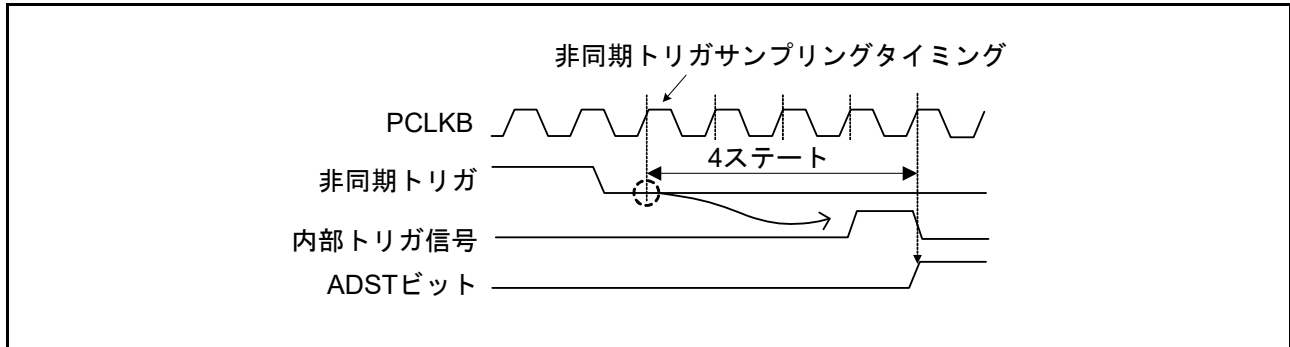 非同期トリガサンプリングタイミング
PCLKB
4ステート
非同期トリガ
内部トリガ信号
ADSTビット